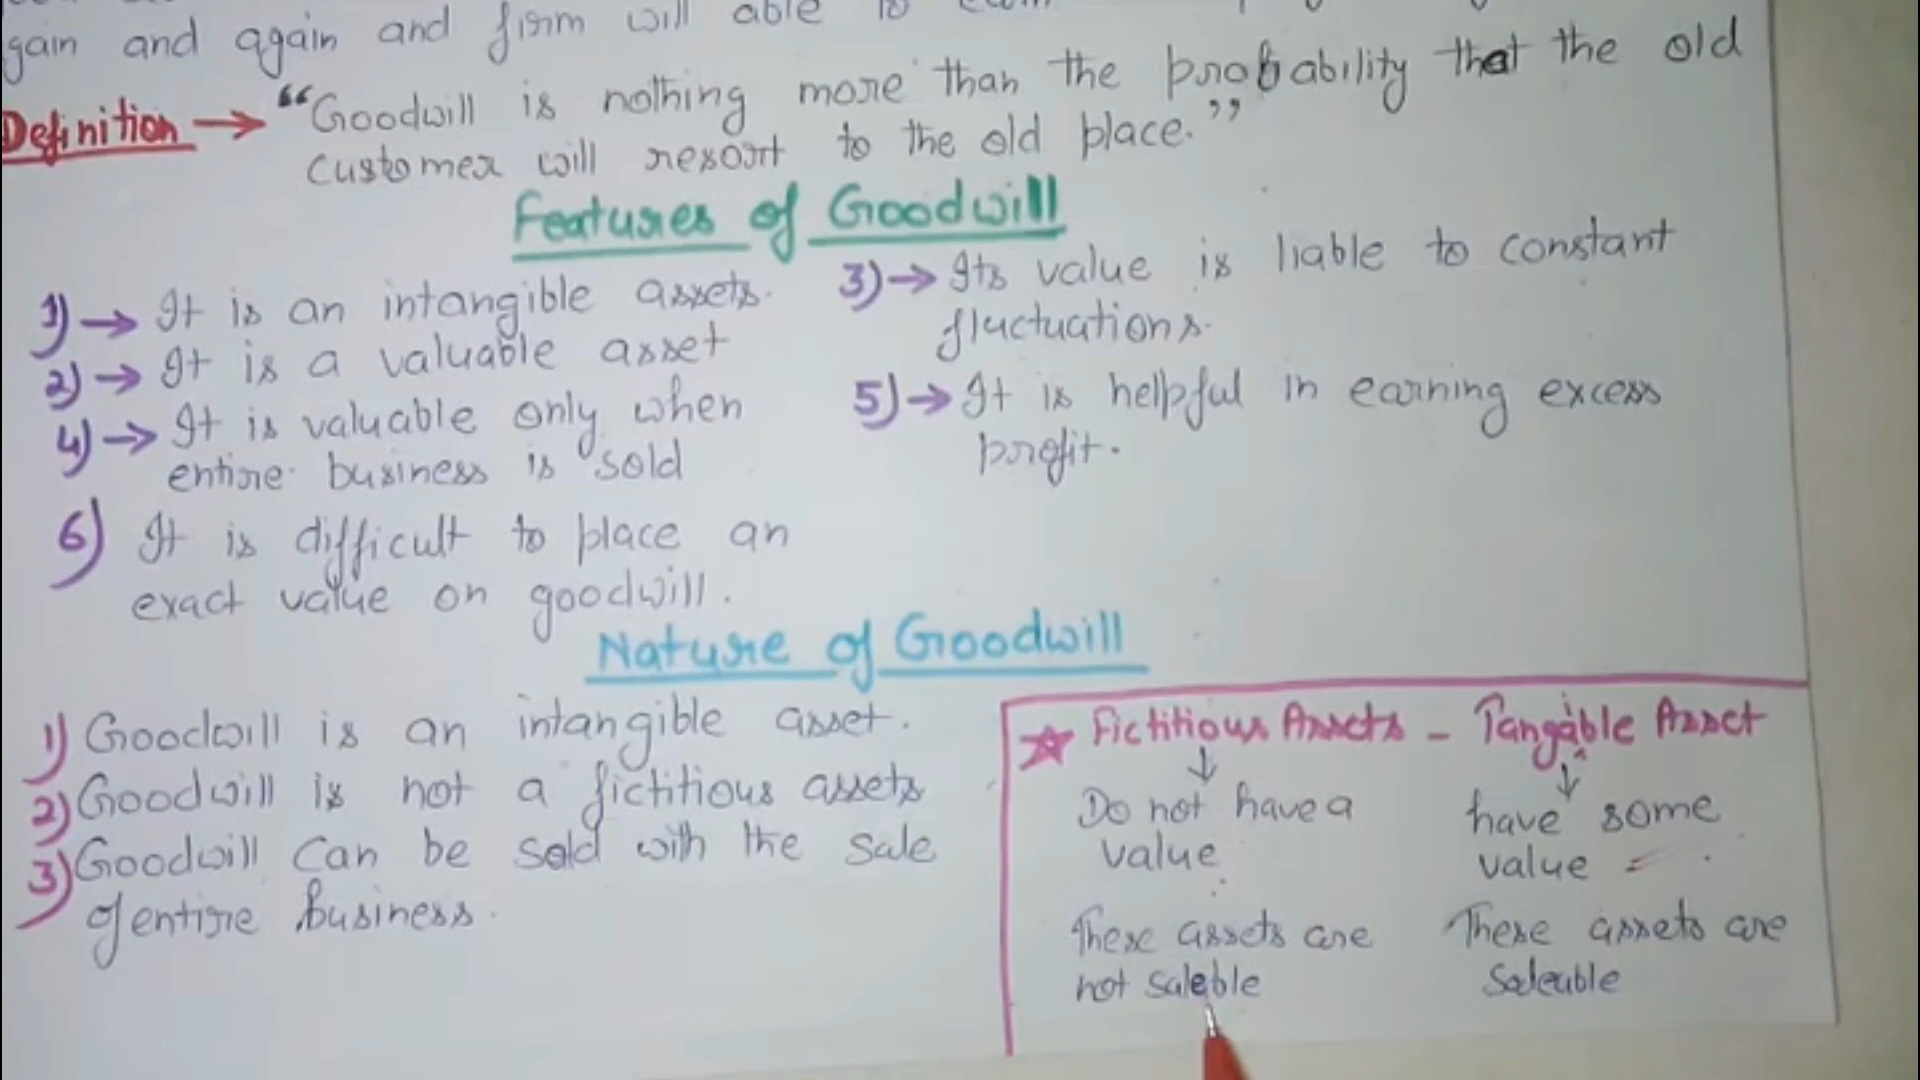 gain and again and firm will able to
Definition → "Goodwill is nothing more than the probability that the old
customer will resort to the old place."
Features of Goodwill
1) → It is an intangible assets.
2) → It is a valuable asset
3) → Its value is liable to constant
fluctuations.
4) → It is valuable only when
entire business is sold
5) → It is helpful in earning excess
profit.
6) It is difficult to place an
exact value on goodwill.
Nature of Goodwill
1) Goodwill is an intangible asset.
2) Goodwill is not a fictitious assets
3) Goodwill can be sold with the sale
of entire business.
☆ Fictitious Assets - Tangable Asset
↓ ↓
Do not have a
value
have some
value =
These assets are
not saleble
These assets are
Saleable